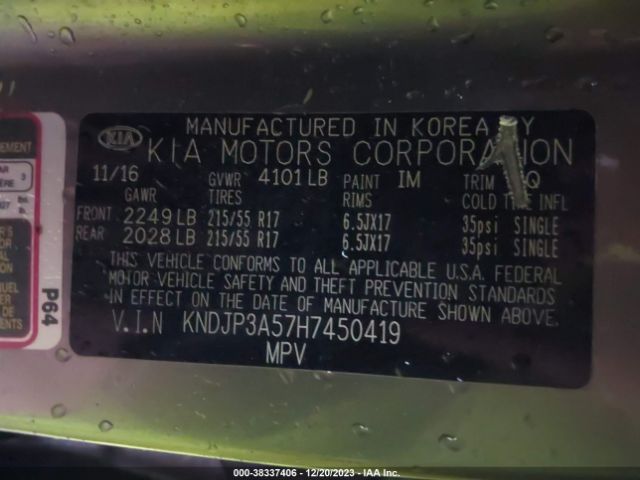 MANUFACTURED IN KOREA BY
KIA
KIA MOTORS CORPORATION
11/16 GVWR 4101 LB PAINT IM TRIM Q
GAWR TIRES RIMS COLD TIRE INFL
FRONT 2249 LB 215/55 R17 6.5JX17 35psi SINGLE
REAR 2028 LB 215/55 R17 6.5JX17 35psi SINGLE
THIS VEHICLE CONFORMS TO ALL APPLICABLE U.S.A. FEDERAL
MOTOR VEHICLE SAFETY AND THEFT PREVENTION STANDARDS
IN EFFECT ON THE DATE OF MANUFACTURE SHOWN ABOVE.
V.I.N KNDJP3A57H7450419
MPV
P64
000-38337406 - 12/20/2023 - IAA Inc.